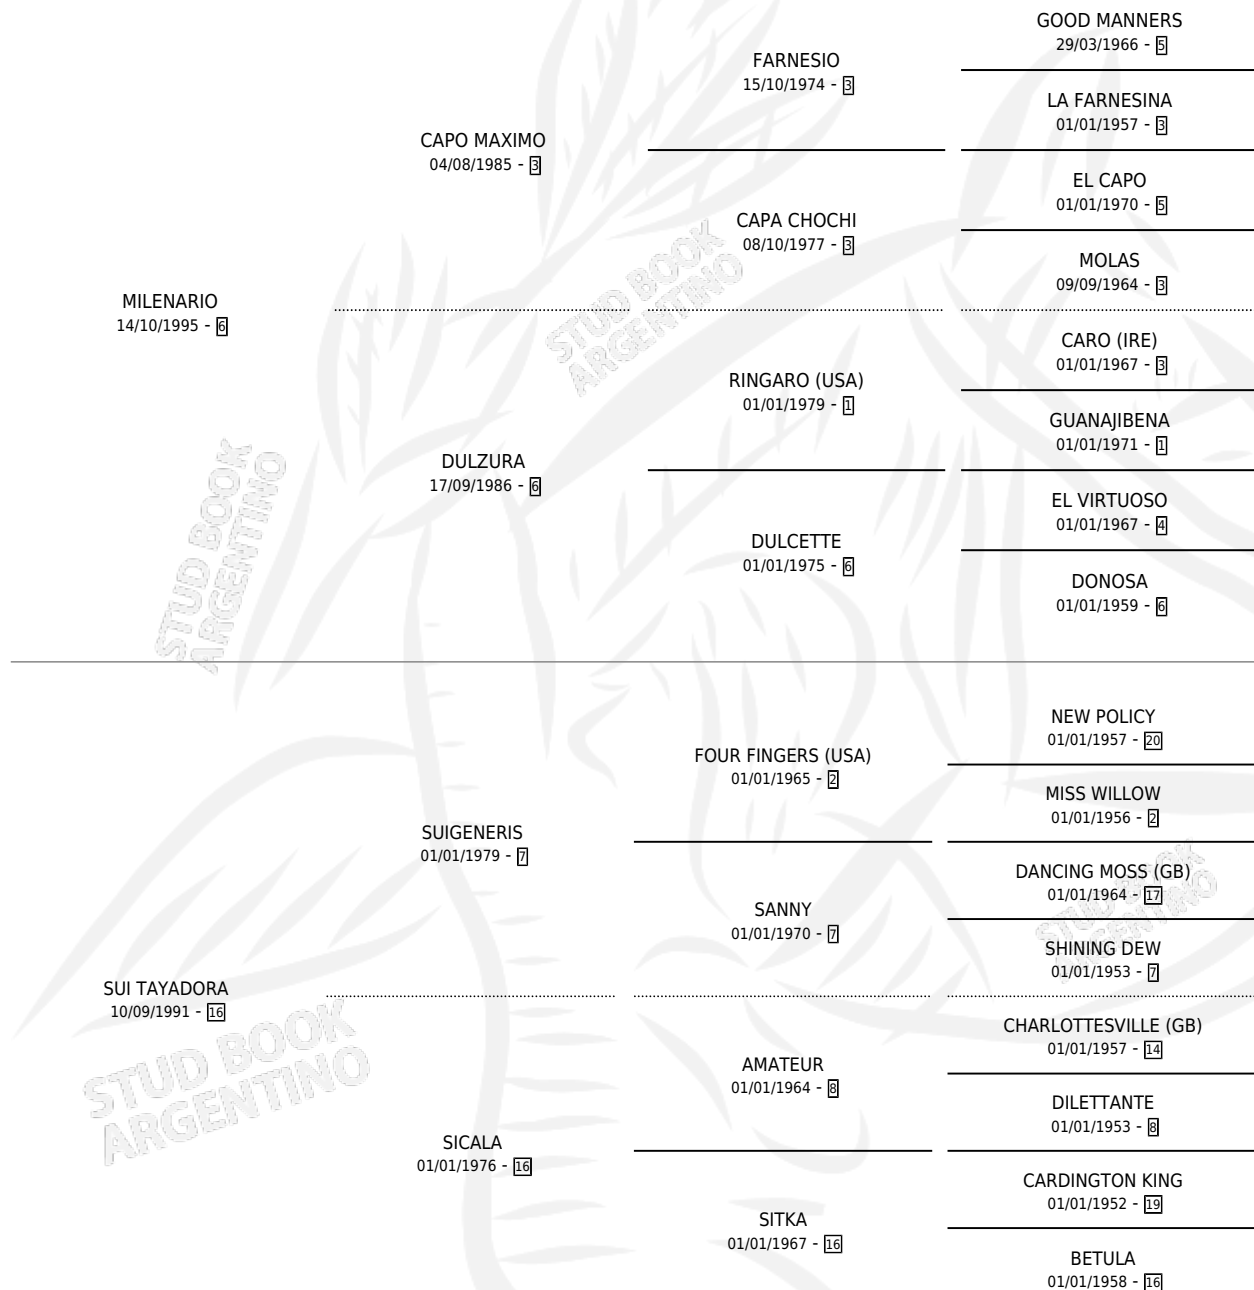 GOOD MANNERS
29/03/1966 - 5
FARNESIO
15/10/1974 - 3
LA FARNESINA
01/01/1957 - 3
CAPO MAXIMO
04/08/1985 - 3
EL CAPO
01/01/1970 - 5
CAPA CHOCHI
08/10/1977 - 3
MOLAS
09/09/1964 - 3
MILENARIO
14/10/1995 - 6
CARO (IRE)
01/01/1967 - 3
RINGARO (USA)
01/01/1979 - 1
GUANAJIBENA
01/01/1971 - 1
DULZURA
17/09/1986 - 6
EL VIRTUOSO
01/01/1967 - 4
DULCETTE
01/01/1975 - 6
DONOSA
01/01/1959 - 6
NEW POLICY
01/01/1957 - 20
FOUR FINGERS (USA)
01/01/1965 - 2
MISS WILLOW
01/01/1956 - 2
SUIGENERIS
01/01/1979 - 7
DANCING MOSS (GB)
01/01/1964 - 17
SANNY
01/01/1970 - 7
SHINING DEW
01/01/1953 - 7
SUI TAYADORA
10/09/1991 - 16
CHARLOTTESVILLE (GB)
01/01/1957 - 14
AMATEUR
01/01/1964 - 8
DILETTANTE
01/01/1953 - 8
SICALA
01/01/1976 - 16
CARDINGTON KING
01/01/1952 - 19
SITKA
01/01/1967 - 16
BETULA
01/01/1958 - 16
STUD BOOK
ARGENTINO
STUD BOOK
ARGENTINO
STUD BOOK
ARGENTINO
STUD BOOK
ARGENTINO